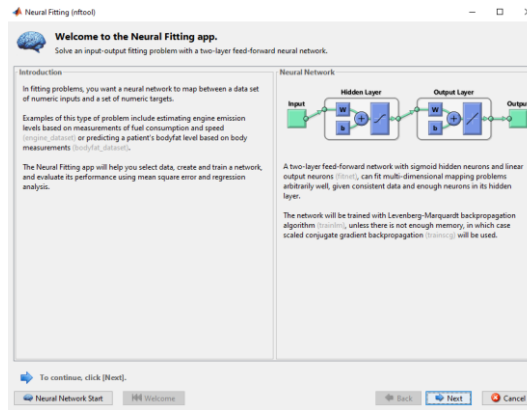 Neural Fitting (nftool)
Welcome to the Neural Fitting app.
Solve an input-output fitting problem with a two-layer feed-forward neural network.
Introduction
In fitting problems, you want a neural network to map between a data set
of numeric inputs and a set of numeric targets.
Examples of this type of problem include estimating engine emission
levels based on measurements of fuel consumption and speed
(engine_dataset) or predicting a patient's bodyfat level based on body
measurements (bodyfat_dataset).
The Neural Fitting app will help you select data, create and train a network,
and evaluate its performance using mean square error and regression
analysis.
Neural Network
Hidden Layer
Output Layer
Input
Output
W
b
W
b
A two-layer feed-forward network with sigmoid hidden neurons and linear
output neurons (fitnet), can fit multi-dimensional mapping problems
arbitrarily well, given consistent data and enough neurons in its hidden
layer.
The network will be trained with Levenberg-Marquardt backpropagation
algorithm (trainlm), unless there is not enough memory, in which case
scaled conjugate gradient backpropagation (trainscg) will be used.
To continue, click [Next].
Neural Network Start
Welcome
Back
Next
Cancel